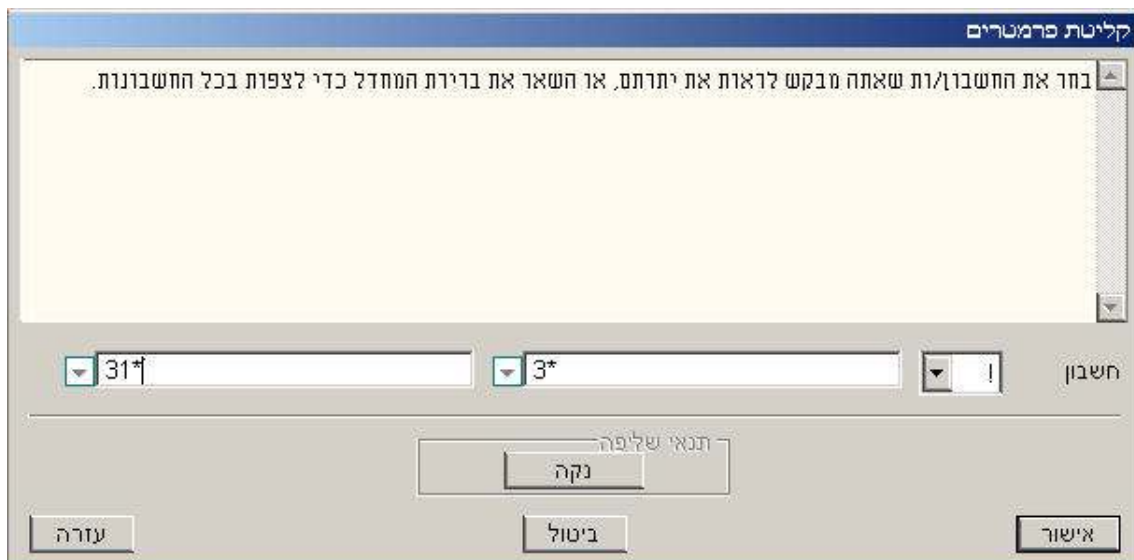 קליטת פרמטרים
בחר את החשבון/ות שאתה מבקש לראות את יתרתם, או השאר את ברירת המחדל כדי לצפות בכל החשבונות.
חשבון ! 3* 31*
תנאי שליפה
נקה
אישור ביטול עזרה